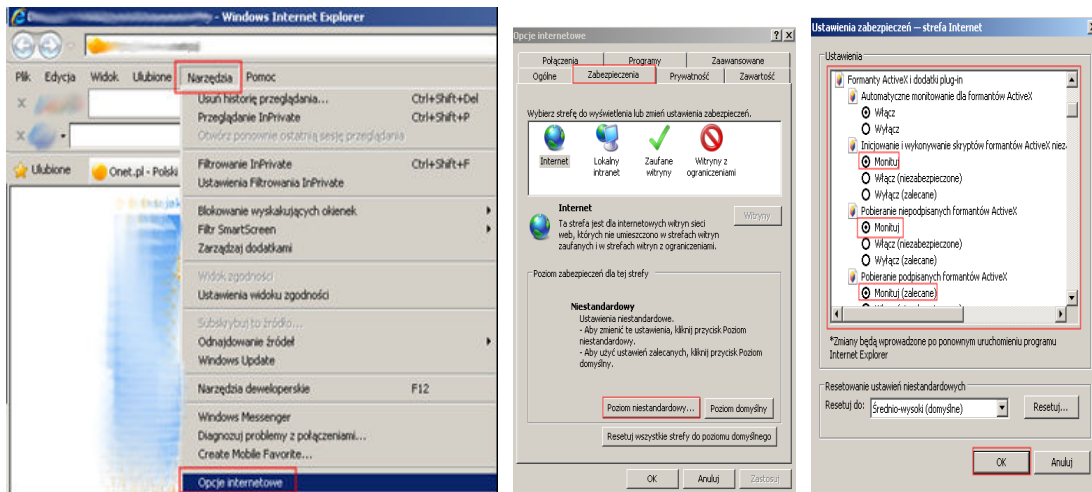 - Windows Internet Explorer
Plik Edycja Widok Ulubione Narzędzia Pomoc
Usuń historię przeglądania... Ctrl+Shift+Del
Przeglądanie InPrivate Ctrl+Shift+P
Otwórz ponownie ostatnią sesję przeglądania
Filtrowanie InPrivate Ctrl+Shift+F
Ustawienia Filtrowania InPrivate
Blokowanie wyskakujących okienek
Filtr SmartScreen
Zarządzaj dodatkami
Widok zgodności
Ustawienia widoku zgodności
Subskrybuj to źródło...
Odnajdowanie źródeł
Windows Update
Narzędzia deweloperskie F12
Windows Messenger
Diagnozuj problemy z połączeniami...
Create Mobile Favorite...
Opcje internetowe
Ulubione Onet.pl - Polski
Opcje internetowe
Połączenia Programy Zaawansowane
Ogólne Zabezpieczenia Prywatność Zawartość
Wybierz strefę do wyświetlenia lub zmień ustawienia zabezpieczeń.
Internet Lokalny intranet Zaufane witryny Witryny z ograniczeniami
Internet
Witryny
Ta strefa jest dla internetowych witryn sieci
web, których nie umieszczono w strefach witryn
zaufanych i w strefach witryn z ograniczeniami.
Poziom zabezpieczeń dla tej strefy
Niestandardowy
Ustawienia niestandardowe.
- Aby zmienić te ustawienia, kliknij przycisk Poziom
niestandardowy.
- Aby użyć ustawień zalecanych, kliknij przycisk Poziom
domyślny.
Poziom niestandardowy... Poziom domyślny
Resetuj wszystkie strefy do poziomu domyślnego
OK Anuluj Zastosuj
Ustawienia zabezpieczeń — strefa Internet
Ustawienia
Formanty ActiveX i dodatki plug-in
Automatyczne monitowanie dla formantów ActiveX
Włącz
Wyłącz
Inicjowanie i wykonywanie skryptów formantów ActiveX niez
Monituj
Włącz (niezabezpieczone)
Wyłącz (zalecane)
Pobieranie niepodpisanych formantów ActiveX
Monituj
Włącz (niezabezpieczone)
Wyłącz (zalecane)
Pobieranie podpisanych formantów ActiveX
Monituj (zalecane)
*Zmiany będą wprowadzone po ponownym uruchomieniu programu
Internet Explorer
Resetowanie ustawień niestandardowych
Resetuj do: Średnio-wysoki (domyślne) Resetuj...
OK Anuluj